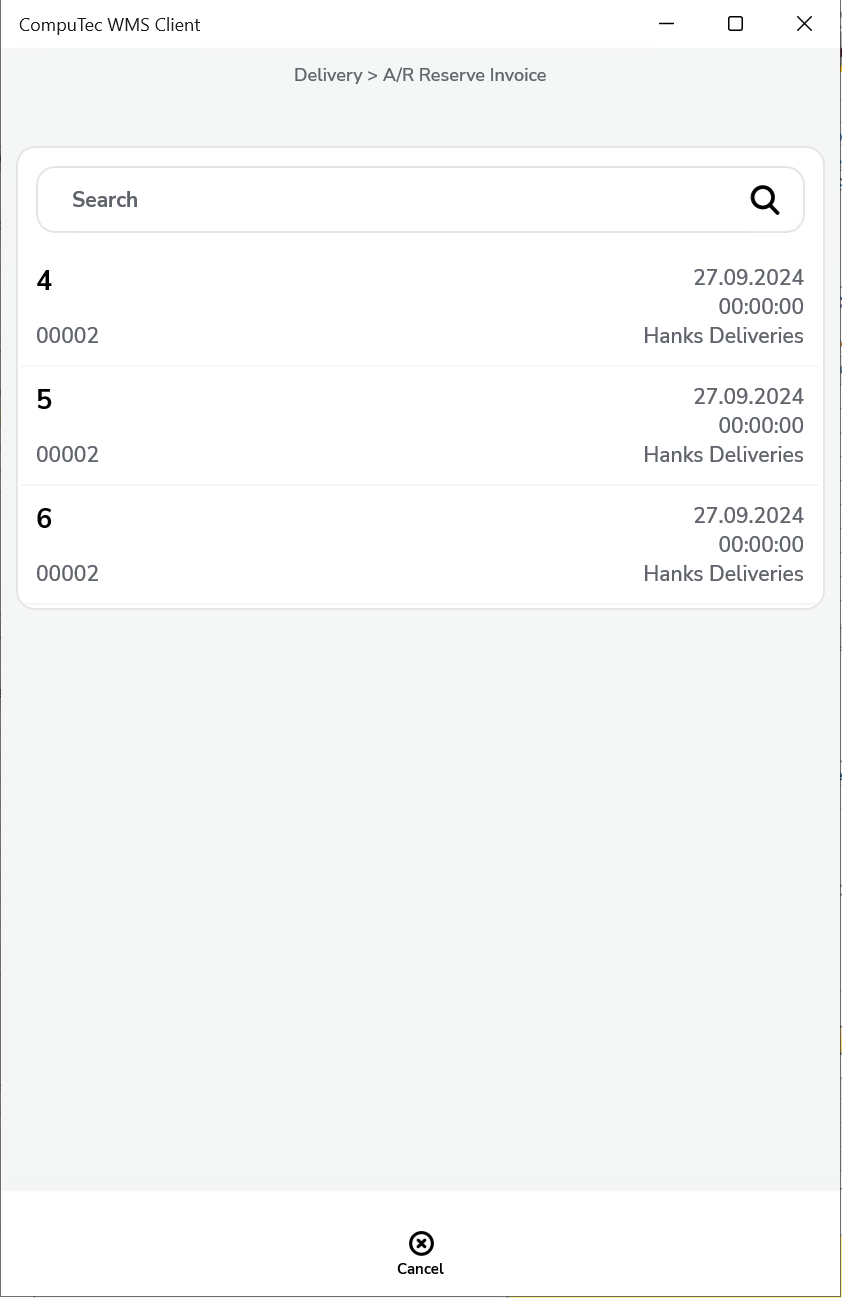 CompuTec WMS Client
Delivery > A/R Reserve Invoice
Search
4
27.09.2024
00:00:00
00002
Hanks Deliveries
5
27.09.2024
00:00:00
00002
Hanks Deliveries
6
27.09.2024
00:00:00
00002
Hanks Deliveries
Cancel